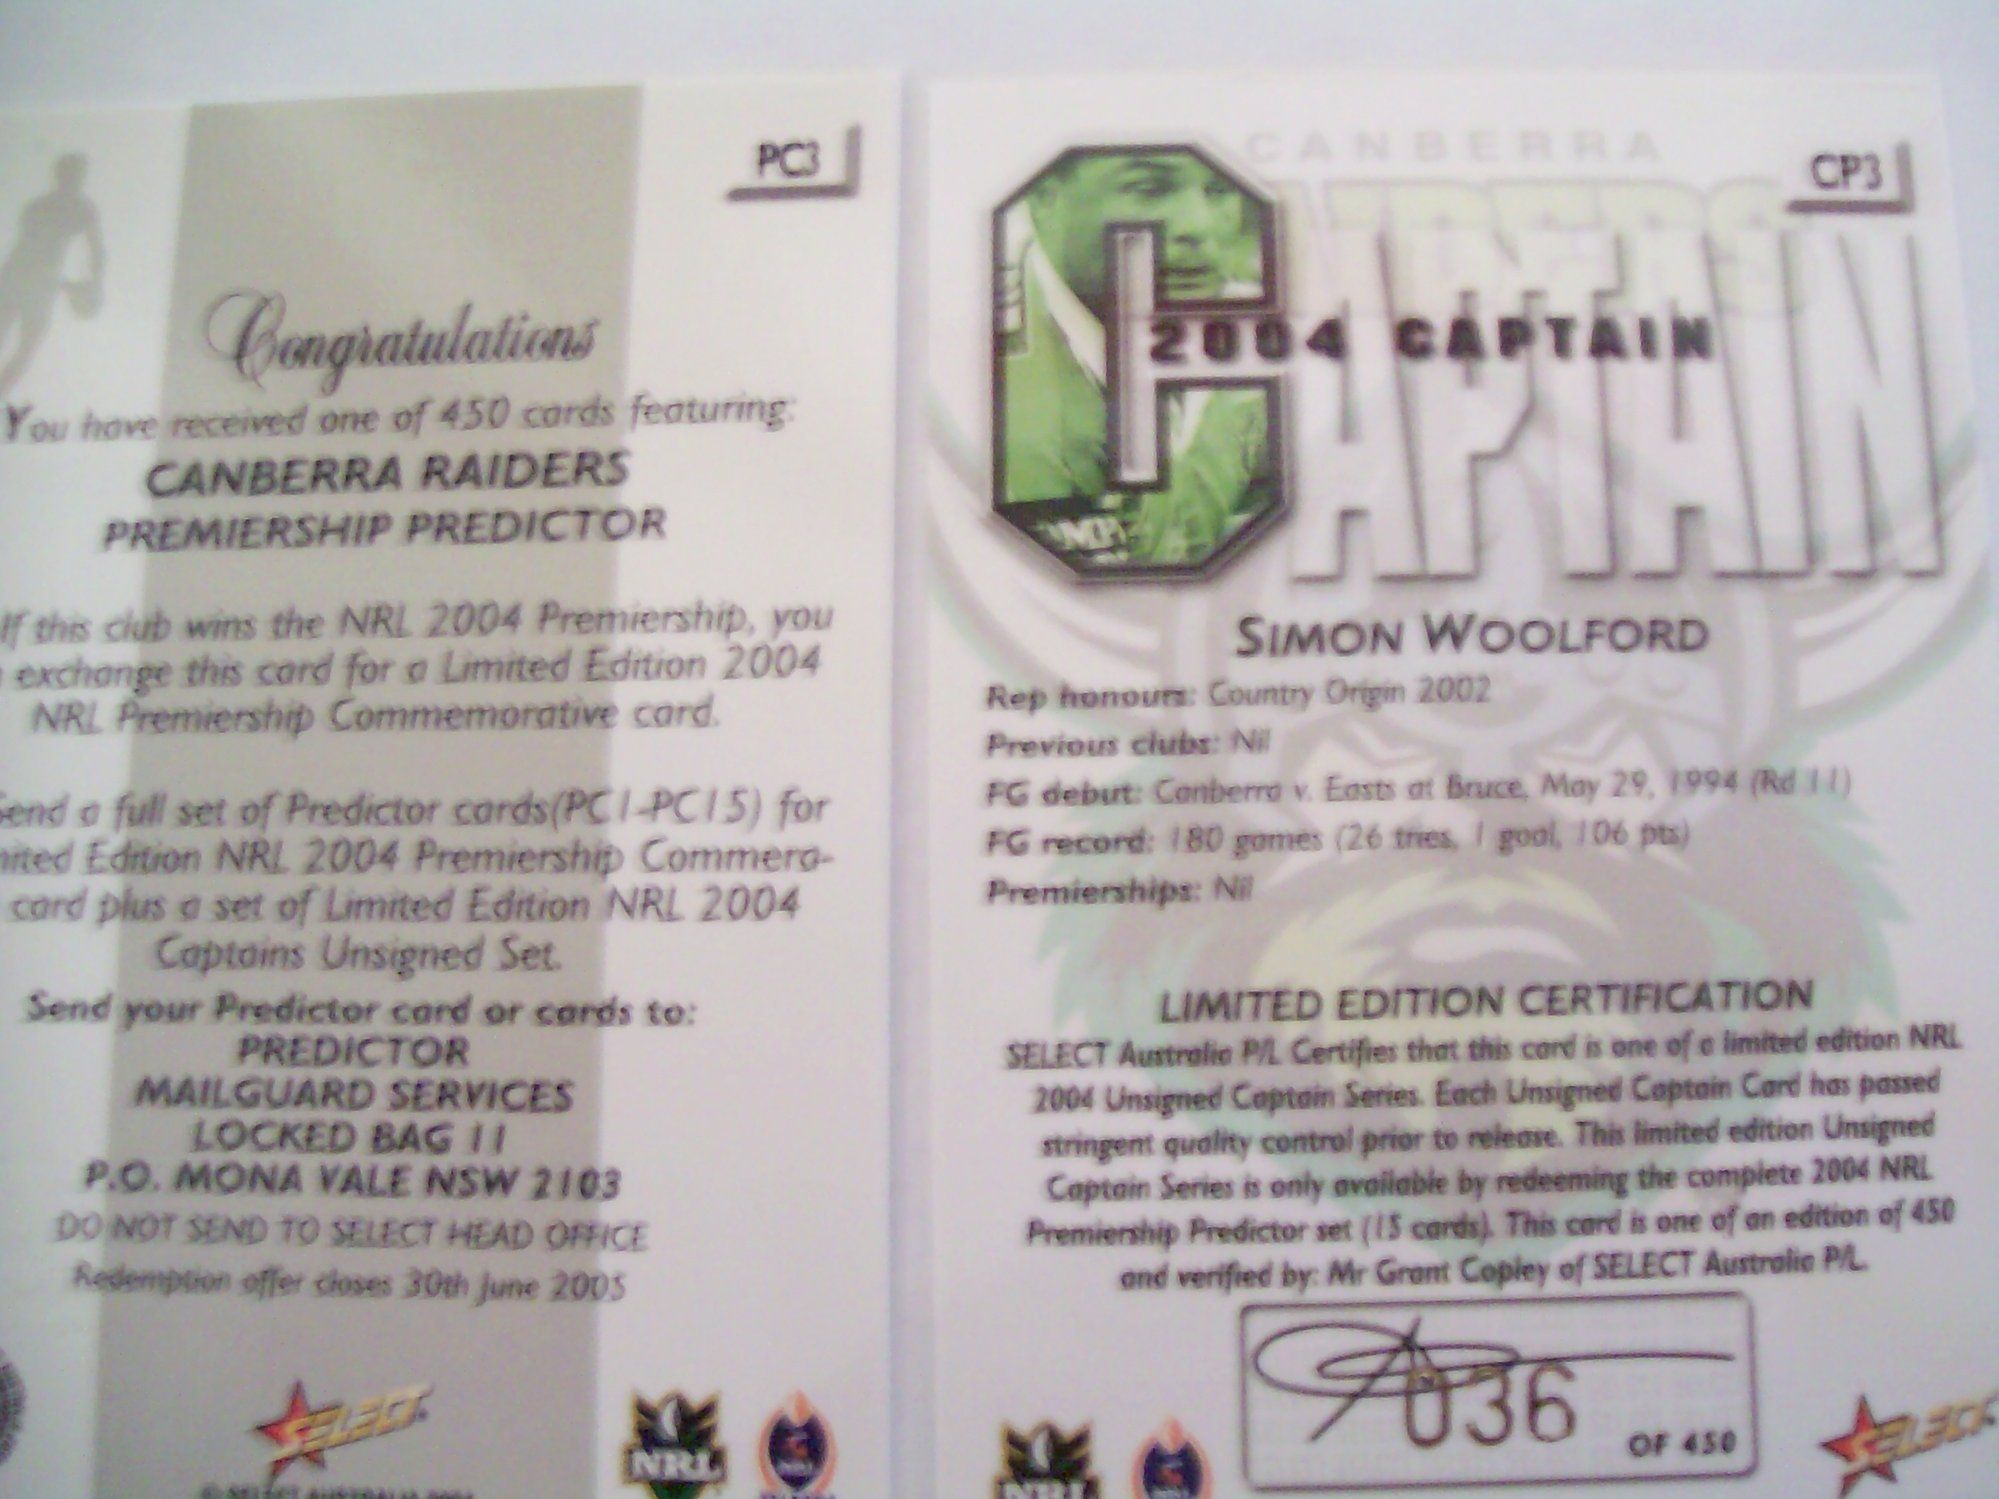 PC3
Congratulations
You have received one of 450 cards featuring:
CANBERRA RAIDERS
PREMIERSHIP PREDICTOR
If this club wins the NRL 2004 Premiership, you
exchange this card for a Limited Edition 2004
NRL Premiership Commemorative card.
Send a full set of Predictor cards(PC1-PC15) for
Edition NRL 2004 Premiership Commera-
card plus a set of Limited Edition NRL 2004
Captains Unsigned Set.
Send your Predictor card or cards to:
PREDICTOR
MAILGUARD SERVICES
LOCKED BAG 11
P.O. MONA VALE NSW 2103
DO NOT SEND TO SELECT HEAD OFFICE
Redemption offer closes 30th June 2005
SELECT
NRL
© SELECT AUSTRALIA 2004
CANBERRA
RAIDERS
CP3
CAPTAIN
2004 CAPTAIN
SIMON WOOLFORD
Rep honours: Country Origin 2002
Previous clubs: Nil
FG debut: Canberra v. Easts at Bruce, May 29, 1994 (Rd 11)
FG record: 180 games (26 tries, 1 goal, 106 pts)
Premierships: Nil
LIMITED EDITION CERTIFICATION
SELECT Australia P/L Certifies that this card is one of a limited edition NRL
2004 Unsigned Captain Series. Each Unsigned Captain Card has passed
stringent quality control prior to release. This limited edition Unsigned
Captain Series is only available by redeeming the complete 2004 NRL
Premiership Predictor set (15 cards). This card is one of an edition of 450
and verified by: Mr Grant Copley of SELECT Australia P/L.
036
OF 450
NRL
SELECT